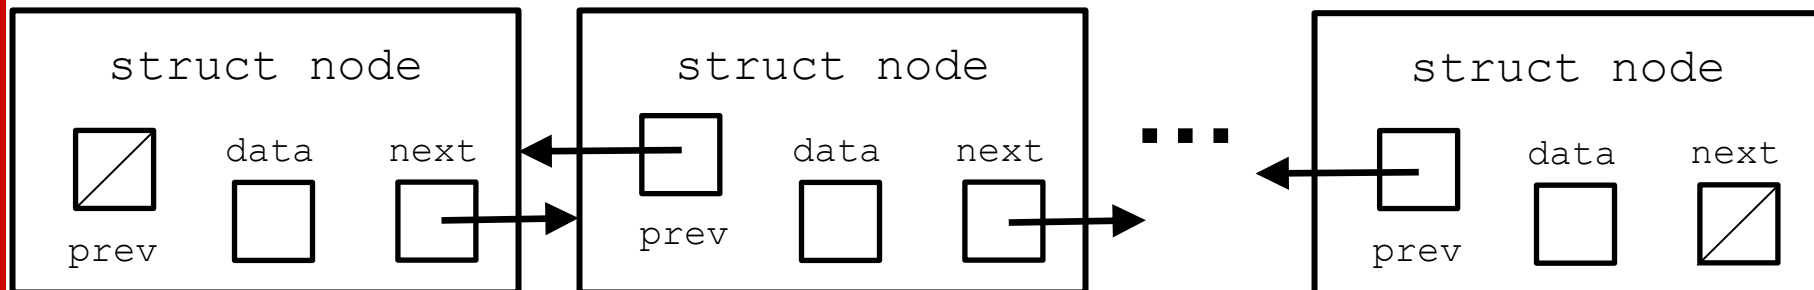 struct node
prev
data
next
struct node
prev
data
next
...
struct node
prev
data
next